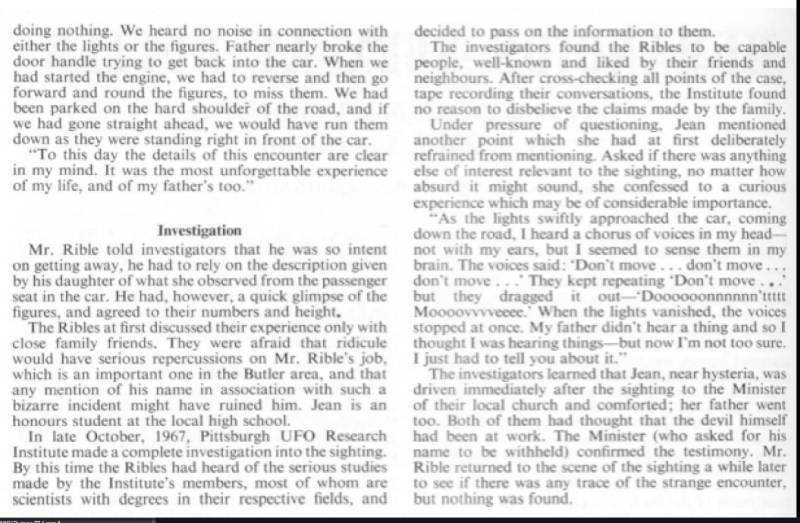 doing nothing. We heard no noise in connection with
either the lights or the figures. Father nearly broke the
door handle trying to get back into the car. When we
had started the engine, we had to reverse and then go
forward and round the figures, to miss them. We had
been parked on the hard shoulder of the road, and if
we had gone straight ahead, we would have run them
down as they were standing right in front of the car.
"To this day the details of this encounter are clear
in my mind. It was the most unforgettable experience
of my life, and of my father's too."
Investigation
Mr. Rible told investigators that he was so intent
on getting away, he had to rely on the description given
by his daughter of what she observed from the passenger
seat in the car. He had, however, a quick glimpse of the
figures, and agreed to their numbers and height.
The Ribles at first discussed their experience only with
close family friends. They were afraid that ridicule
would have serious repercussions on Mr. Rible's job,
which is an important one in the Butler area, and that
any mention of his name in association with such a
bizarre incident might have ruined him. Jean is an
honours student at the local high school.
In late October, 1967, Pittsburgh UFO Research
Institute made a complete investigation into the sighting.
By this time the Ribles had heard of the serious studies
made by the Institute's members, most of whom are
scientists with degrees in their respective fields, and
decided to pass on the information to them.
The investigators found the Ribles to be capable
people, well-known and liked by their friends and
neighbours. After cross-checking all points of the case,
tape recording their conversations, the Institute found
no reason to disbelieve the claims made by the family.
Under pressure of questioning, Jean mentioned
another point which she had at first deliberately
refrained from mentioning. Asked if there was anything
else of interest relevant to the sighting, no matter how
absurd it might sound, she confessed to a curious
experience which may be of considerable importance.
"As the lights swiftly approached the car, coming
down the road, I heard a chorus of voices in my head—
not with my ears, but I seemed to sense them in my
brain. The voices said: 'Don't move . . . don't move . . .
don't move . . .' They kept repeating 'Don't move . . .'
but they dragged it out—'Doooooonnnnnn'ttttt
Moooovvvveeee.' When the lights vanished, the voices
stopped at once. My father didn't hear a thing and so I
thought I was hearing things—but now I'm not too sure.
I just had to tell you about it."
The investigators learned that Jean, near hysteria, was
driven immediately after the sighting to the Minister
of their local church and comforted; her father went
too. Both of them had thought that the devil himself
had been at work. The Minister (who asked for his
name to be withheld) confirmed the testimony. Mr.
Rible returned to the scene of the sighting a while later
to see if there was any trace of the strange encounter,
but nothing was found.